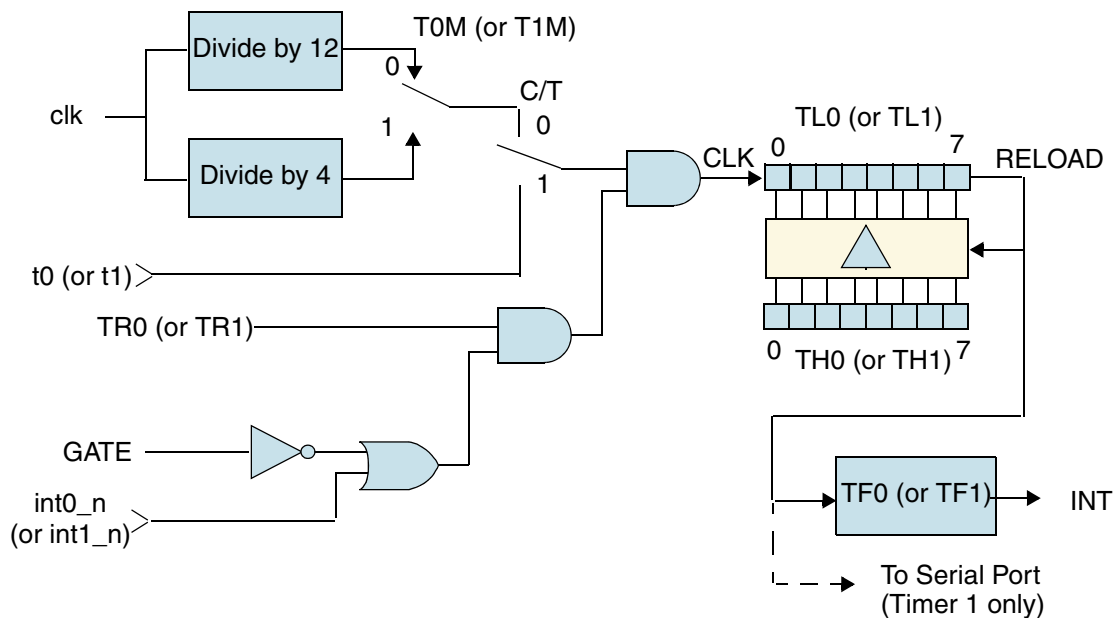 T0M (or T1M)
Divide by 12
0
C/T
clk
1
0
TL0 (or TL1)
0
7
CLK
RELOAD
Divide by 4
1
t0 (or t1)
TR0 (or TR1)
0
TH0 (or TH1)
7
GATE
int0_n
(or int1_n)
TF0 (or TF1)
INT
To Serial Port
(Timer 1 only)